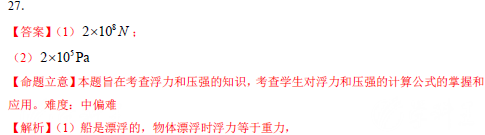 27.
【答案】（1）2×10⁸N；
（2）2×10⁵Pa
【命题立意】本题旨在考查浮力和压强的知识，考查学生对浮力和压强的计算公式的掌握和
应用。难度：中偏难
【解析】（1）船是漂浮的，物体漂浮时浮力等于重力，